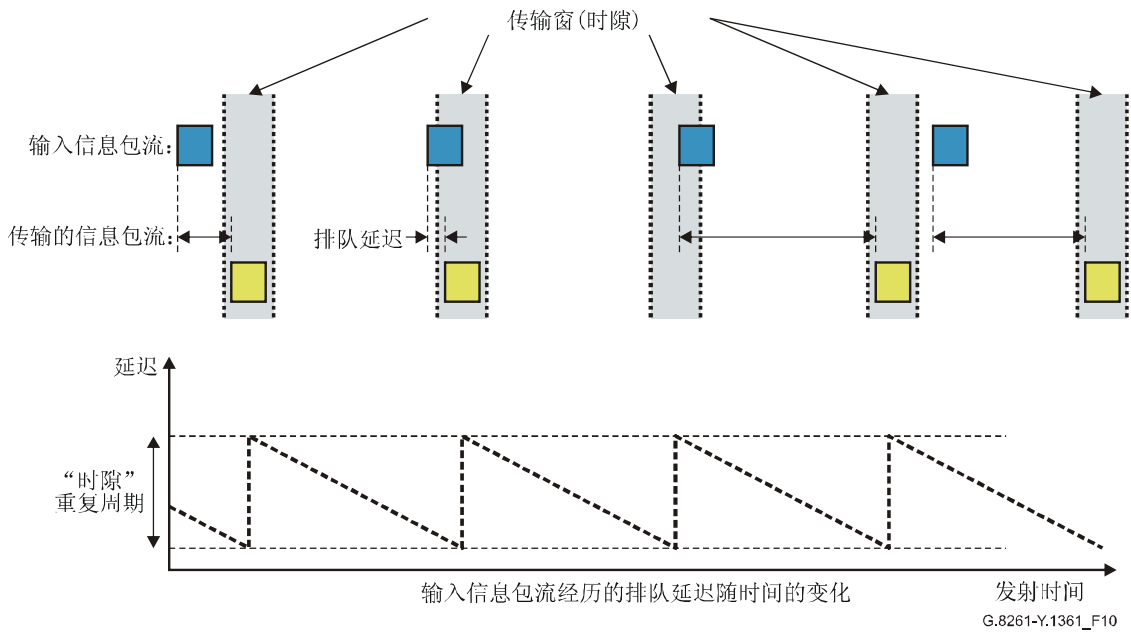 传输窗(时隙)
输入信息包流:
传输的信息包流:
排队延迟
延迟
“时隙”
重复周期
输入信息包流经历的排队延迟随时间的变化
发射时间
G.8261-Y.1361_F10